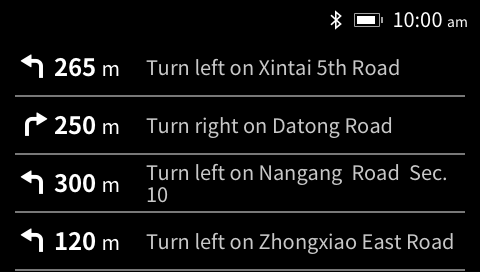 10:00 am
265 m Turn left on Xintai 5th Road
250 m Turn right on Datong Road
300 m Turn left on Nangang Road Sec.
10
120 m Turn left on Zhongxiao East Road